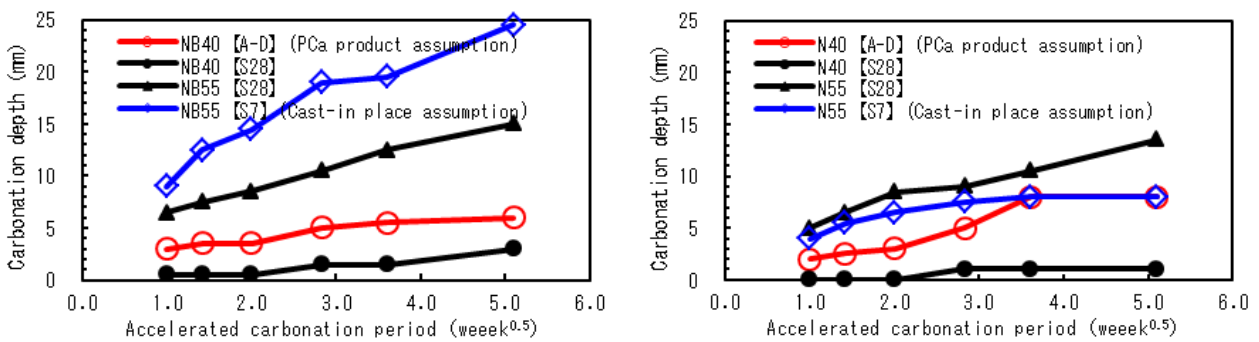 25
20
15
10
5
0
Carbonation depth (mm)
NB40 【A-D】 (PCa product assumption)
NB40 【S28】
NB55 【S28】
NB55 【S7】 (Cast-in place assumption)
0.0 1.0 2.0 3.0 4.0 5.0 6.0
Accelerated carbonation period (weeek^0.5)
25
20
15
10
5
0
Carbonation depth (mm)
N40 【A-D】 (PCa product assumption)
N40 【S28】
N55 【S28】
N55 【S7】 (Cast-in place assumption)
0.0 1.0 2.0 3.0 4.0 5.0 6.0
Accelerated carbonation period (weeek^0.5)